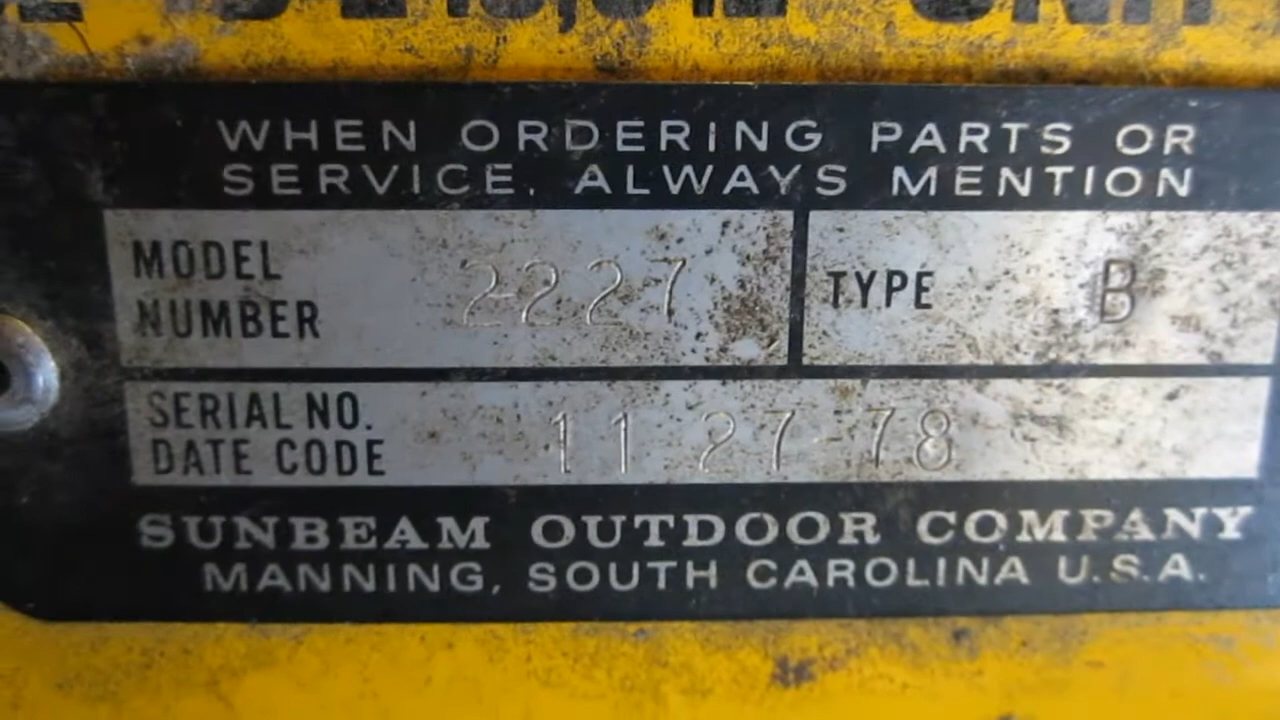 WHEN ORDERING PARTS OR
SERVICE, ALWAYS MENTION
MODEL NUMBER 2227 TYPE B
SERIAL NO. DATE CODE 11 27 78
SUNBEAM OUTDOOR COMPANY
MANNING, SOUTH CAROLINA U.S.A.